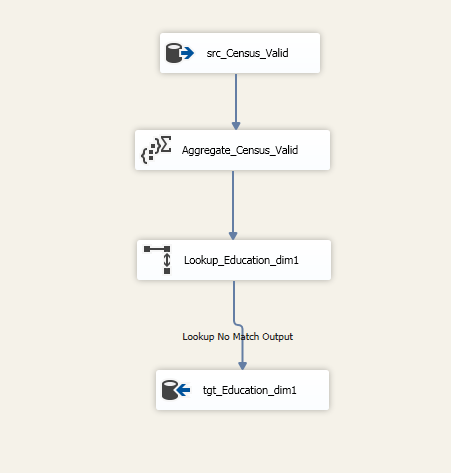 src_Census_Valid
Aggregate_Census_Valid
Lookup_Education_dim1
Lookup No Match Output
tgt_Education_dim1